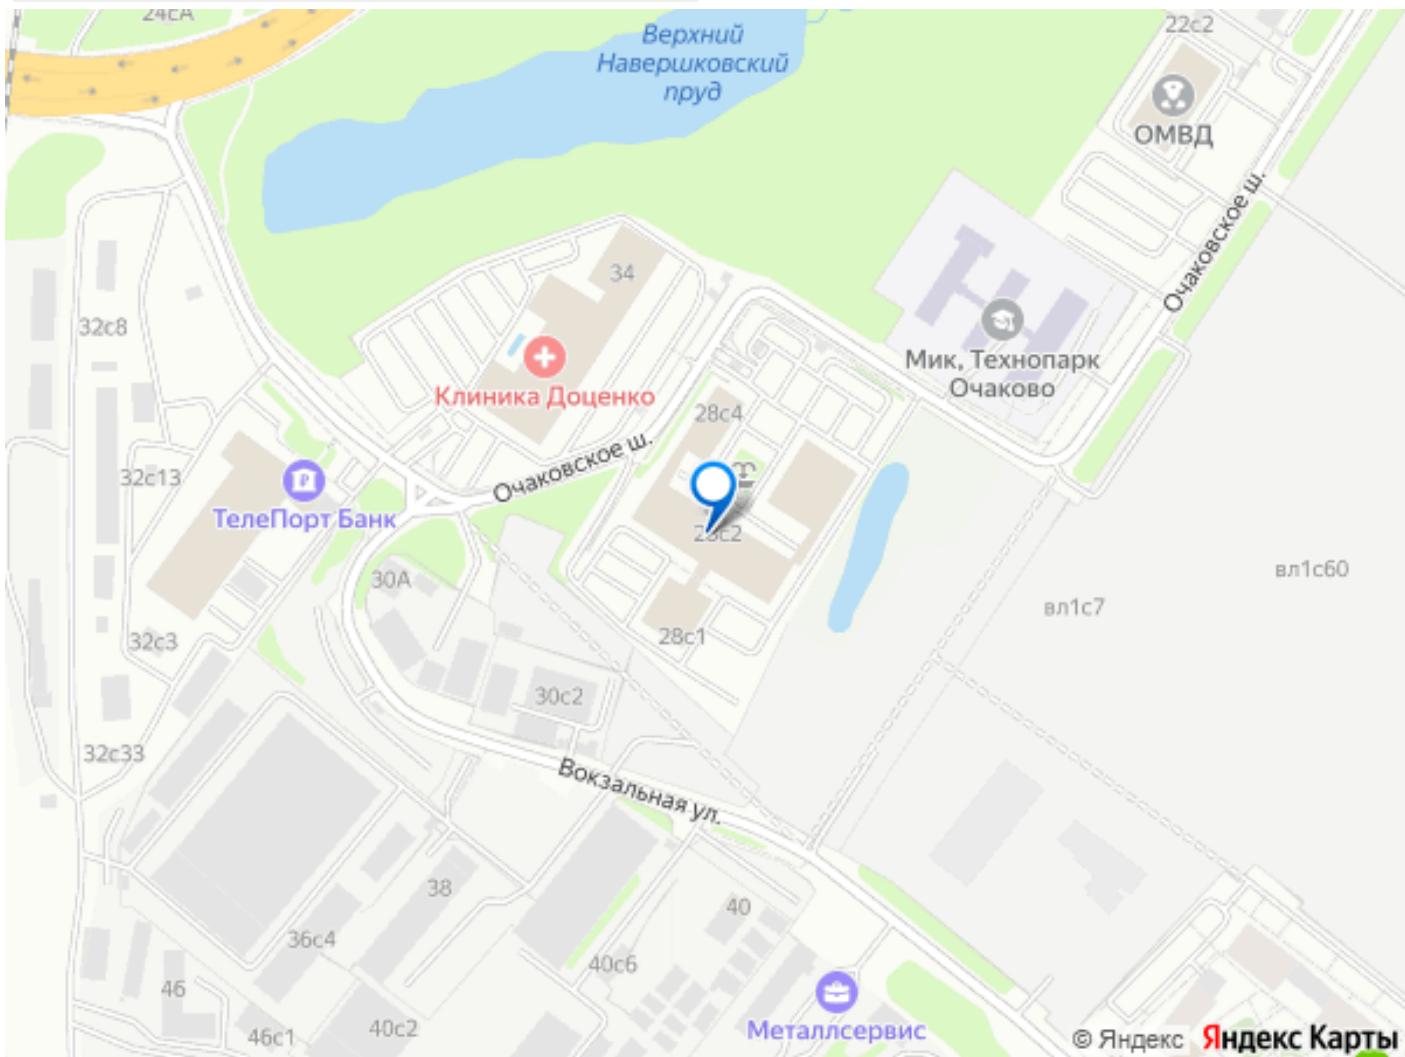 24ЕА
Верхний
Навершковский
пруд
22с2
ОМВД
Очаковское ш.
34
32с8
Мик, Технопарк
Очаково
Клиника Доценко
28с4
Очаковское ш.
32с13
ТелеПорт Банк
28с2
30А
вл1с60
вл1с7
32с3
28с1
30с2
32с33
Вокзальная ул.
38
40
36с4
40с6
46
Металлсервис
46с1
40с2
© Яндекс Яндекс Карты